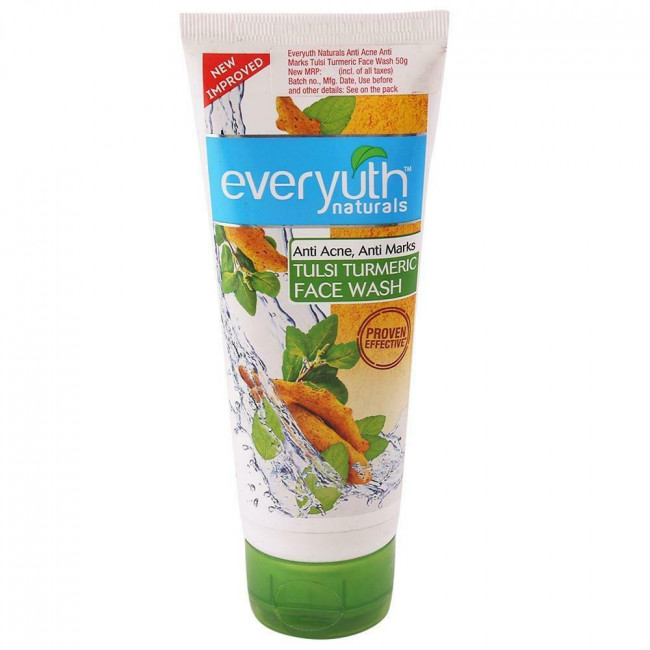 NEW
IMPROVED
Everyuth Naturals Anti Acne Anti
Marks Tulsi Turmeric Face Wash 50g
New MRP: (incl. of all taxes)
Batch no., Mfg. Date, Use before
and other details: See on the pack
everyuth™
naturals
Anti Acne, Anti Marks
TULSI TURMERIC
FACE WASH
PROVEN
EFFECTIVE*